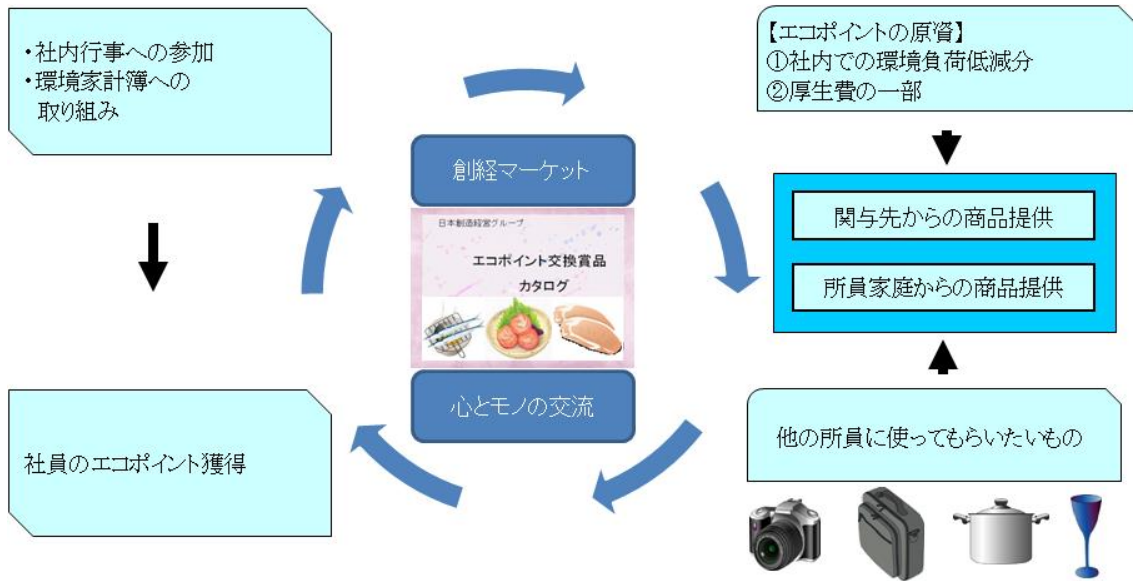 ・社内行事への参加
・環境家計簿への
取り組み
【エコポイントの原資】
①社内での環境負荷低減分
②厚生費の一部
創経マーケット
日本創造経営グループ
エコポイント交換賞品
カタログ
心とモノの交流
関与先からの商品提供
所員家庭からの商品提供
社員のエコポイント獲得
他の所員に使ってもらいたいもの